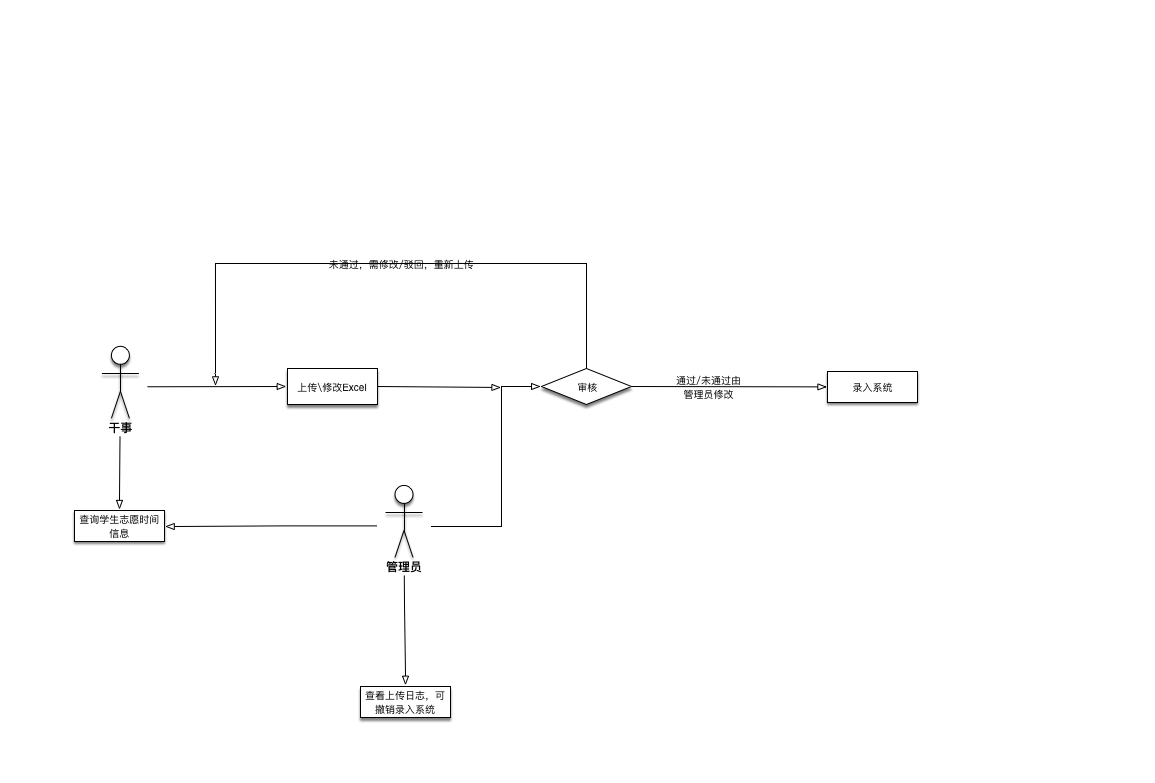 未通过，需修改/驳回，重新上传
上传\修改Excel
审核
通过/未通过由
管理员修改
录入系统
干事
查询学生志愿时间
信息
管理员
查看上传日志，可
撤销录入系统